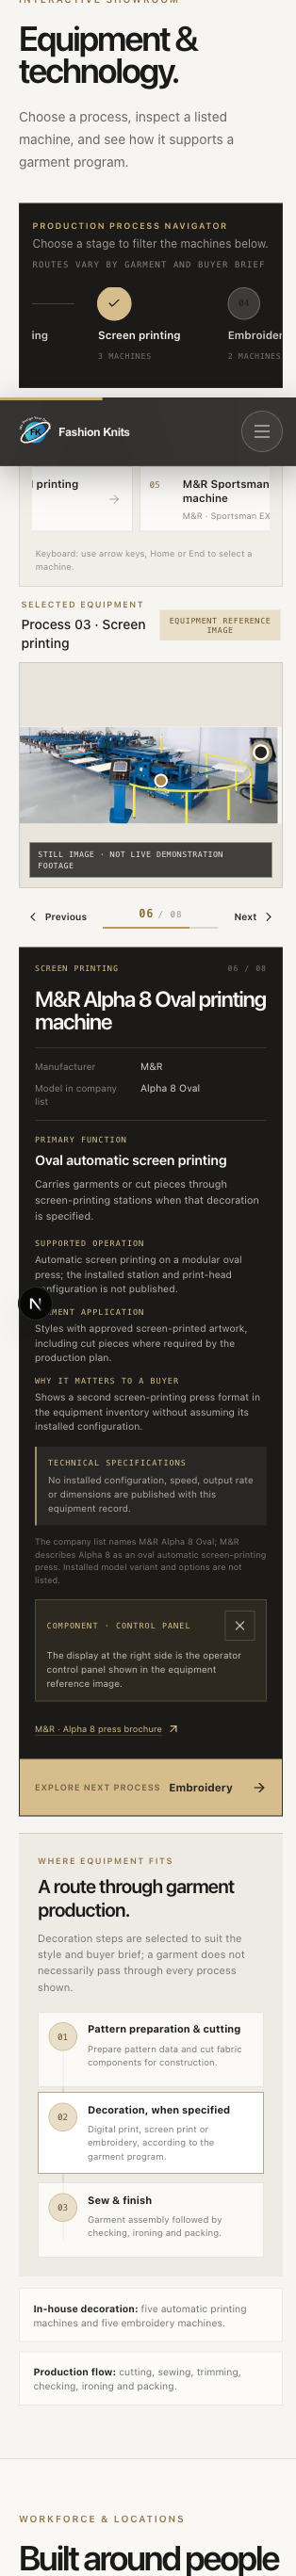 INTERACTIVE SHOWROOM
Equipment &
technology.
Choose a process, inspect a listed
machine, and see how it supports a
garment program.
PRODUCTION PROCESS NAVIGATOR
Choose a stage to filter the machines below.
ROUTES VARY BY GARMENT AND BUYER BRIEF
04
ing
Screen printing
Embroider
3 MACHINES
2 MACHINES
FK
Fashion Knits
printing
05
M&R Sportsman
machine
M&R · Sportsman EX
Keyboard: use arrow keys, Home or End to select a
machine.
SELECTED EQUIPMENT
Process 03 · Screen
printing
EQUIPMENT REFERENCE
IMAGE
STILL IMAGE · NOT LIVE DEMONSTRATION
FOOTAGE
Previous
06 / 08
Next
SCREEN PRINTING
06 / 08
M&R Alpha 8 Oval printing
machine
Manufacturer
M&R
Model in company
list
Alpha 8 Oval
PRIMARY FUNCTION
Oval automatic screen printing
Carries garments or cut pieces through
screen-printing stations when that decoration
is specified.
SUPPORTED OPERATION
Automatic screen printing on a modular oval
press; the installed station and print-head
nfiguration is not published.
N
MENT APPLICATION
Styles with approved screen-printed artwork,
including cut pieces where required by the
production plan.
WHY IT MATTERS TO A BUYER
Shows a second screen-printing press format in
the equipment inventory without assuming its
installed configuration.
TECHNICAL SPECIFICATIONS
No installed configuration, speed, output rate
or dimensions are published with this
equipment record.
The company list names M&R Alpha 8 Oval; M&R
describes Alpha 8 as an oval automatic screen-printing
press. Installed model variant and options are not
listed.
COMPONENT · CONTROL PANEL
The display at the right side is the operator
control panel shown in the equipment
reference image.
M&R · Alpha 8 press brochure
EXPLORE NEXT PROCESS
Embroidery
WHERE EQUIPMENT FITS
A route through garment
production.
Decoration steps are selected to suit the
style and buyer brief; a garment does not
necessarily pass through every process
shown.
01
Pattern preparation & cutting
Prepare pattern data and cut fabric
components for construction.
02
Decoration, when specified
Digital print, screen print or
embroidery, according to the
garment program.
03
Sew & finish
Garment assembly followed by
checking, ironing and packing.
In-house decoration: five automatic printing
machines and five embroidery machines.
Production flow: cutting, sewing, trimming,
checking, ironing and packing.
WORKFORCE & LOCATIONS
Built around people